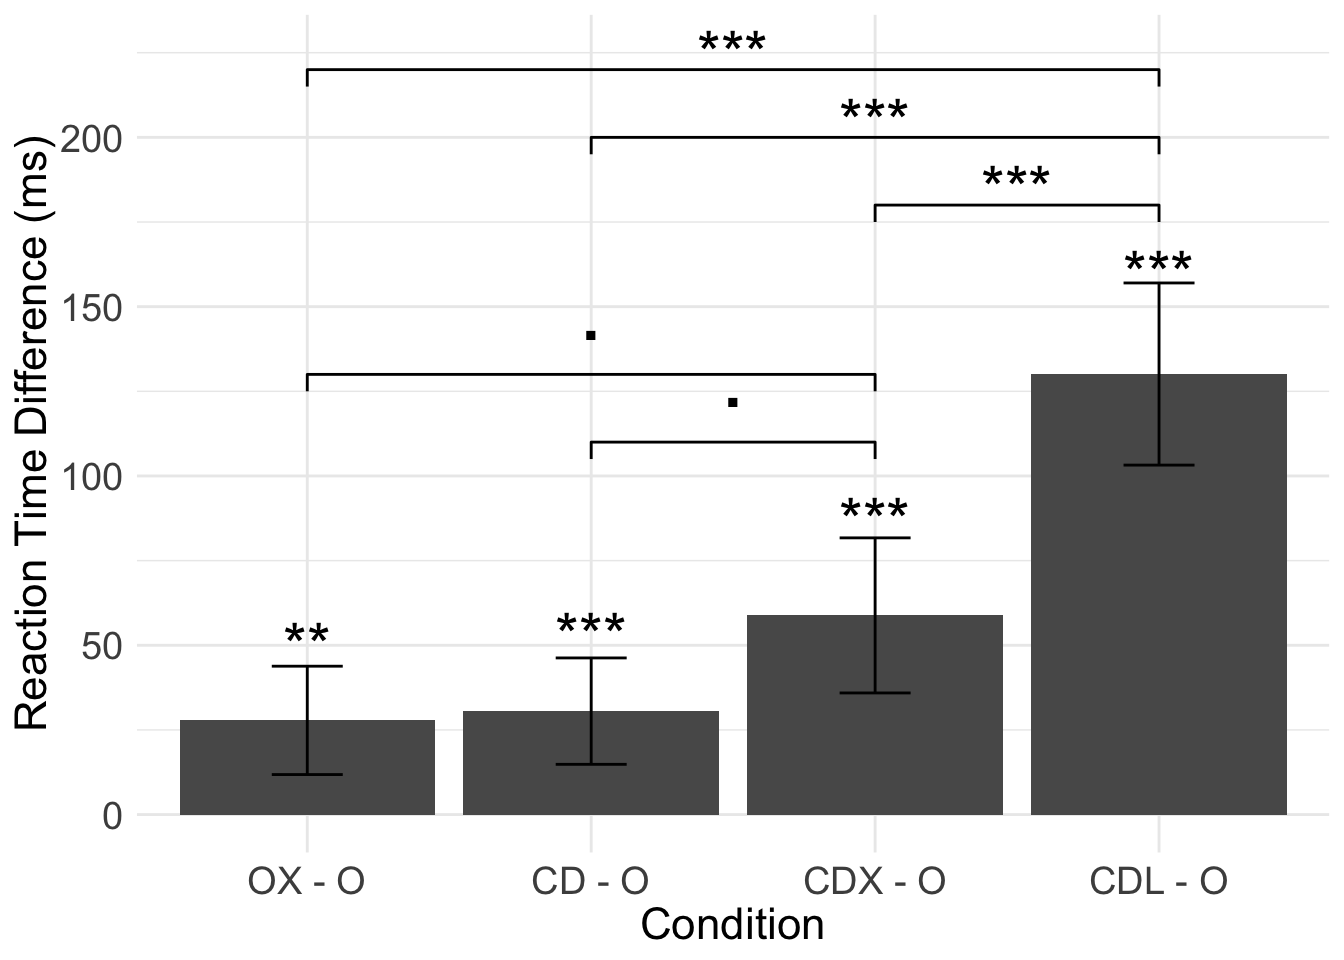 ***
***
***
***
.
.
***
***
**
200
150
100
50
0
Reaction Time Difference (ms)
OX - O
CD - O
CDX - O
CDL - O
Condition